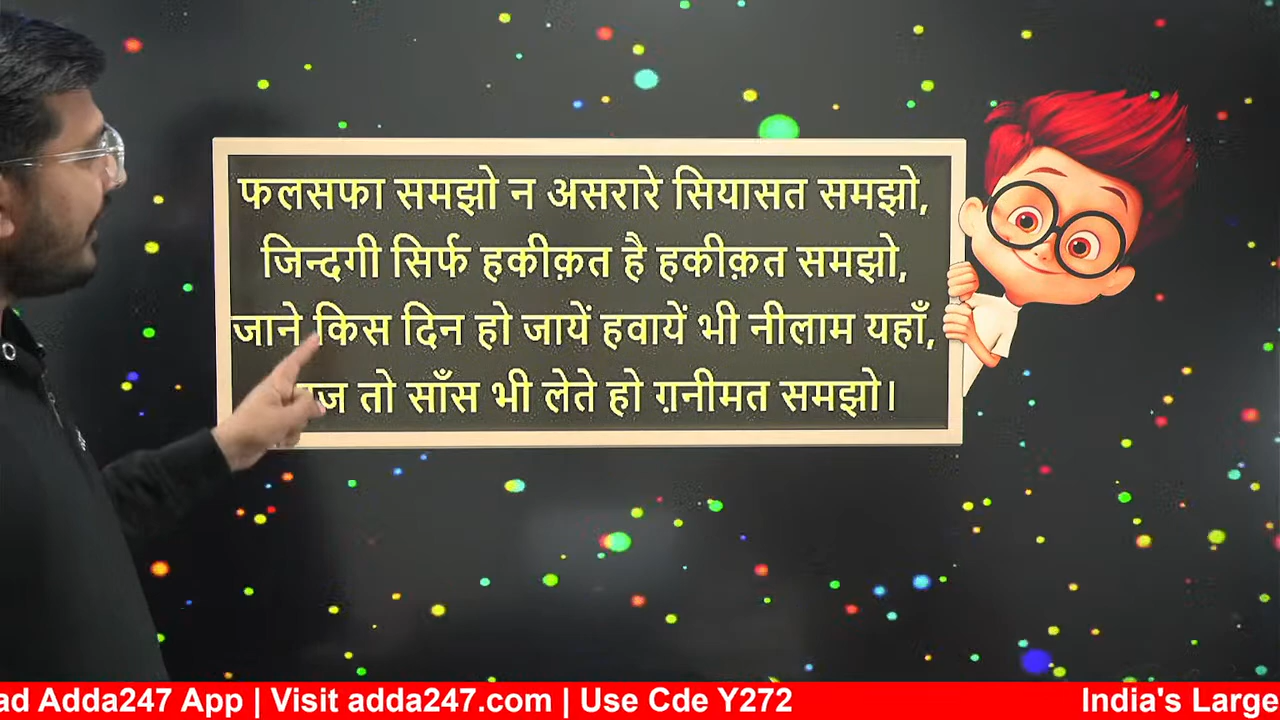 फलसफा समझो न असरारे सियासत समझो,
जिन्दगी सिर्फ हकीक़त है हकीक़त समझो,
जाने किस दिन हो जायें हवायें भी नीलाम यहाँ,
तो साँस भी लेते हो ग़नीमत समझो।
ad Adda247 App | Visit adda247.com | Use Cde Y272 India's Large